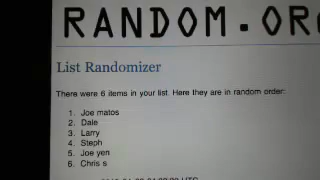 RANDOM.OR
List Randomizer
There were 6 items in your list. Here they are in random order:
1. Joe matos
2. Dale
3. Larry
4. Steph
5. Joe yen
6. Chris s